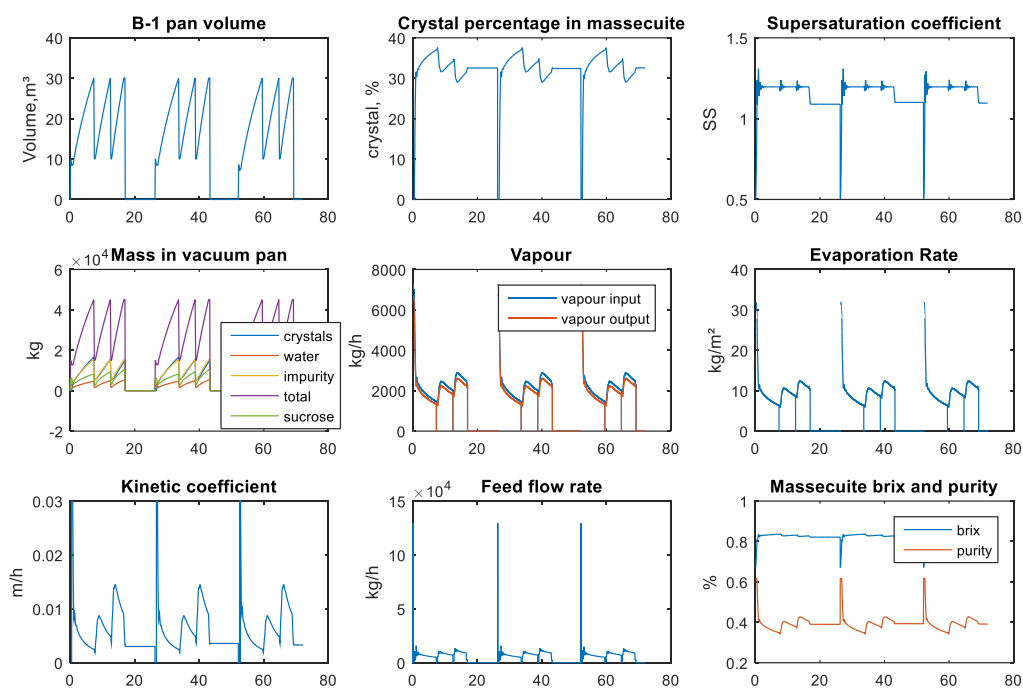 B-1 pan volume
Crystal percentage in massecuite
Supersaturation coefficient
Volume,m³
40
30
20
10
0
0 20 40 60 80
crystal, %
40
30
20
10
0
0 20 40 60 80
SS
1.5
1
0.5
0 20 40 60 80
Mass in vacuum pan
Vapour
Evaporation Rate
kg
×10⁴
6
4
2
0
-2
0 20 40 60 80
crystals
water
impurity
total
sucrose
kg/h
8000
6000
4000
2000
0
0 20 40 60 80
vapour input
vapour output
kg/m²
40
30
20
10
0
0 20 40 60 80
Kinetic coefficient
Feed flow rate
Massecuite brix and purity
m/h
0.03
0.02
0.01
0
0 20 40 60 80
kg/h
×10⁴
15
10
5
0
0 20 40 60 80
%
1
0.8
0.6
0.4
0.2
0 20 40 60 80
brix
purity